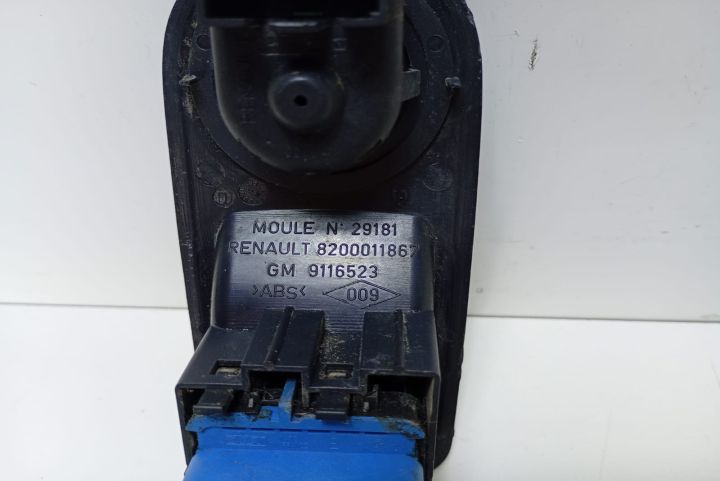 MOULE N° 29181
RENAULT 8200011867
GM 9116523
>ABS< 009